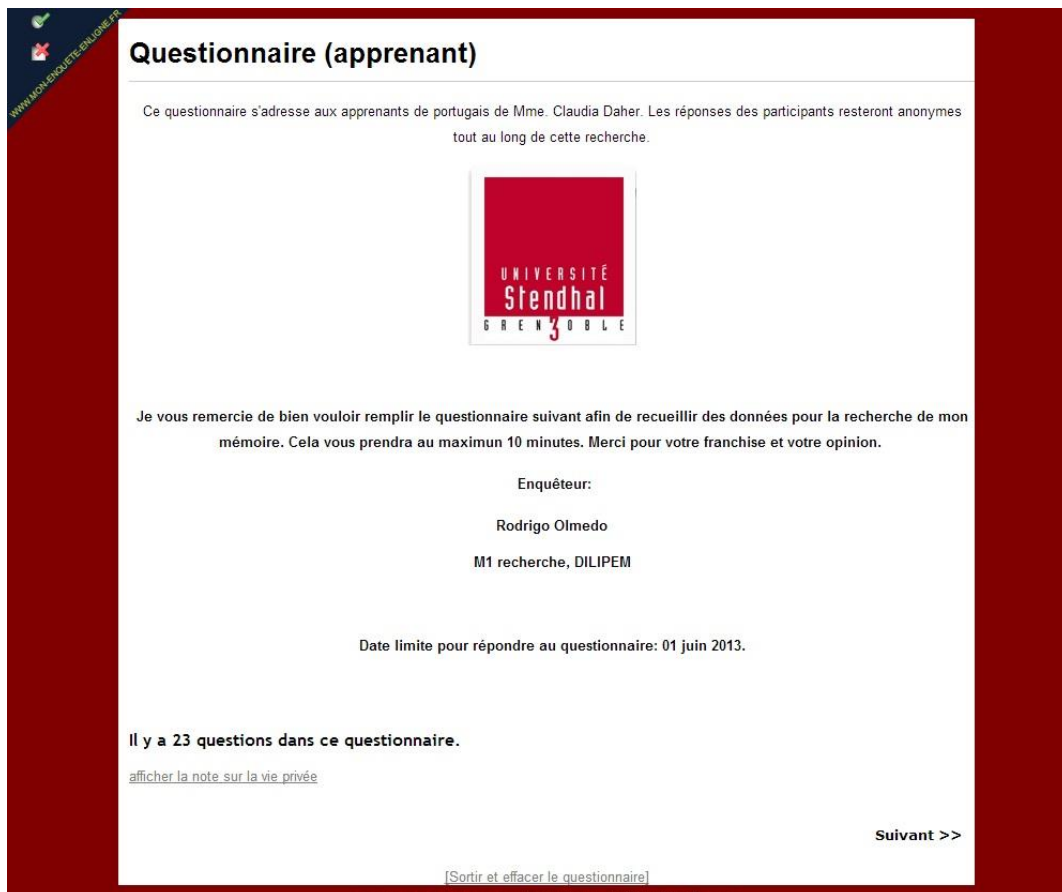 WWW.MON-ENQUETE-ENLIGNE.FR
Questionnaire (apprenant)
Ce questionnaire s'adresse aux apprenants de portugais de Mme. Claudia Daher. Les réponses des participants resteront anonymes
tout au long de cette recherche.
UNIVERSITÉ
Stendhal
GREN3OBLE
Je vous remercie de bien vouloir remplir le questionnaire suivant afin de recueillir des données pour la recherche de mon
mémoire. Cela vous prendra au maximun 10 minutes. Merci pour votre franchise et votre opinion.
Enquêteur:
Rodrigo Olmedo
M1 recherche, DILIPEM
Date limite pour répondre au questionnaire: 01 juin 2013.
Il y a 23 questions dans ce questionnaire.
afficher la note sur la vie privée
Suivant >>
[Sortir et effacer le questionnaire]